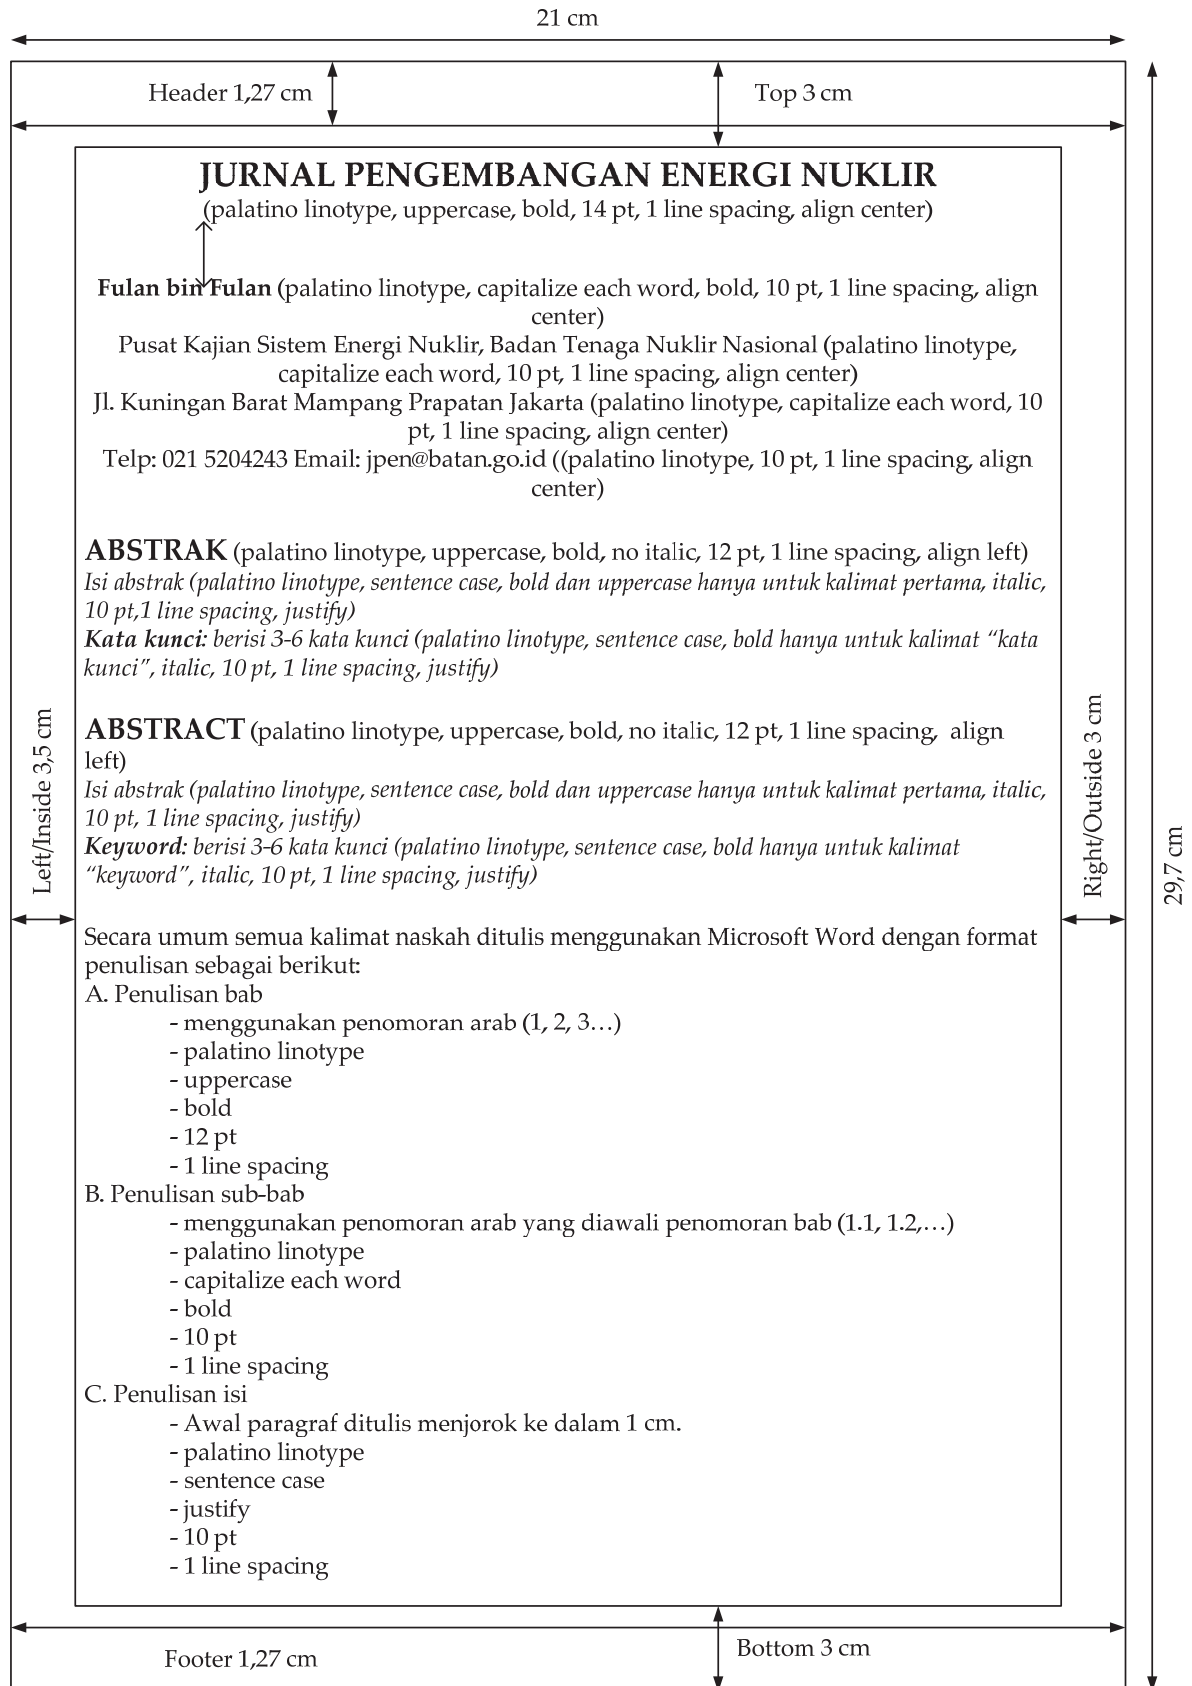 21 cm
Header 1,27 cm
Top 3 cm
JURNAL PENGEMBANGAN ENERGI NUKLIR
(palatino linotype, uppercase, bold, 14 pt, 1 line spacing, align center)
Fulan bin Fulan (palatino linotype, capitalize each word, bold, 10 pt, 1 line spacing, align
center)
Pusat Kajian Sistem Energi Nuklir, Badan Tenaga Nuklir Nasional (palatino linotype,
capitalize each word, 10 pt, 1 line spacing, align center)
Jl. Kuningan Barat Mampang Prapatan Jakarta (palatino linotype, capitalize each word, 10
pt, 1 line spacing, align center)
Telp: 021 5204243 Email: jpen@batan.go.id ((palatino linotype, 10 pt, 1 line spacing, align
center)
ABSTRAK (palatino linotype, uppercase, bold, no italic, 12 pt, 1 line spacing, align left)
Isi abstrak (palatino linotype, sentence case, bold dan uppercase hanya untuk kalimat pertama, italic,
10 pt,1 line spacing, justify)
Kata kunci: berisi 3-6 kata kunci (palatino linotype, sentence case, bold hanya untuk kalimat “kata
kunci”, italic, 10 pt, 1 line spacing, justify)
ABSTRACT (palatino linotype, uppercase, bold, no italic, 12 pt, 1 line spacing, align
left)
Isi abstrak (palatino linotype, sentence case, bold dan uppercase hanya untuk kalimat pertama, italic,
10 pt, 1 line spacing, justify)
Keyword: berisi 3-6 kata kunci (palatino linotype, sentence case, bold hanya untuk kalimat
“keyword”, italic, 10 pt, 1 line spacing, justify)
Left/Inside 3,5 cm
Right/Outside 3 cm
29,7 cm
Secara umum semua kalimat naskah ditulis menggunakan Microsoft Word dengan format
penulisan sebagai berikut:
A. Penulisan bab
- menggunakan penomoran arab (1, 2, 3…)
- palatino linotype
- uppercase
- bold
- 12 pt
- 1 line spacing
B. Penulisan sub-bab
- menggunakan penomoran arab yang diawali penomoran bab (1.1, 1.2,…)
- palatino linotype
- capitalize each word
- bold
- 10 pt
- 1 line spacing
C. Penulisan isi
- Awal paragraf ditulis menjorok ke dalam 1 cm.
- palatino linotype
- sentence case
- justify
- 10 pt
- 1 line spacing
Footer 1,27 cm
Bottom 3 cm